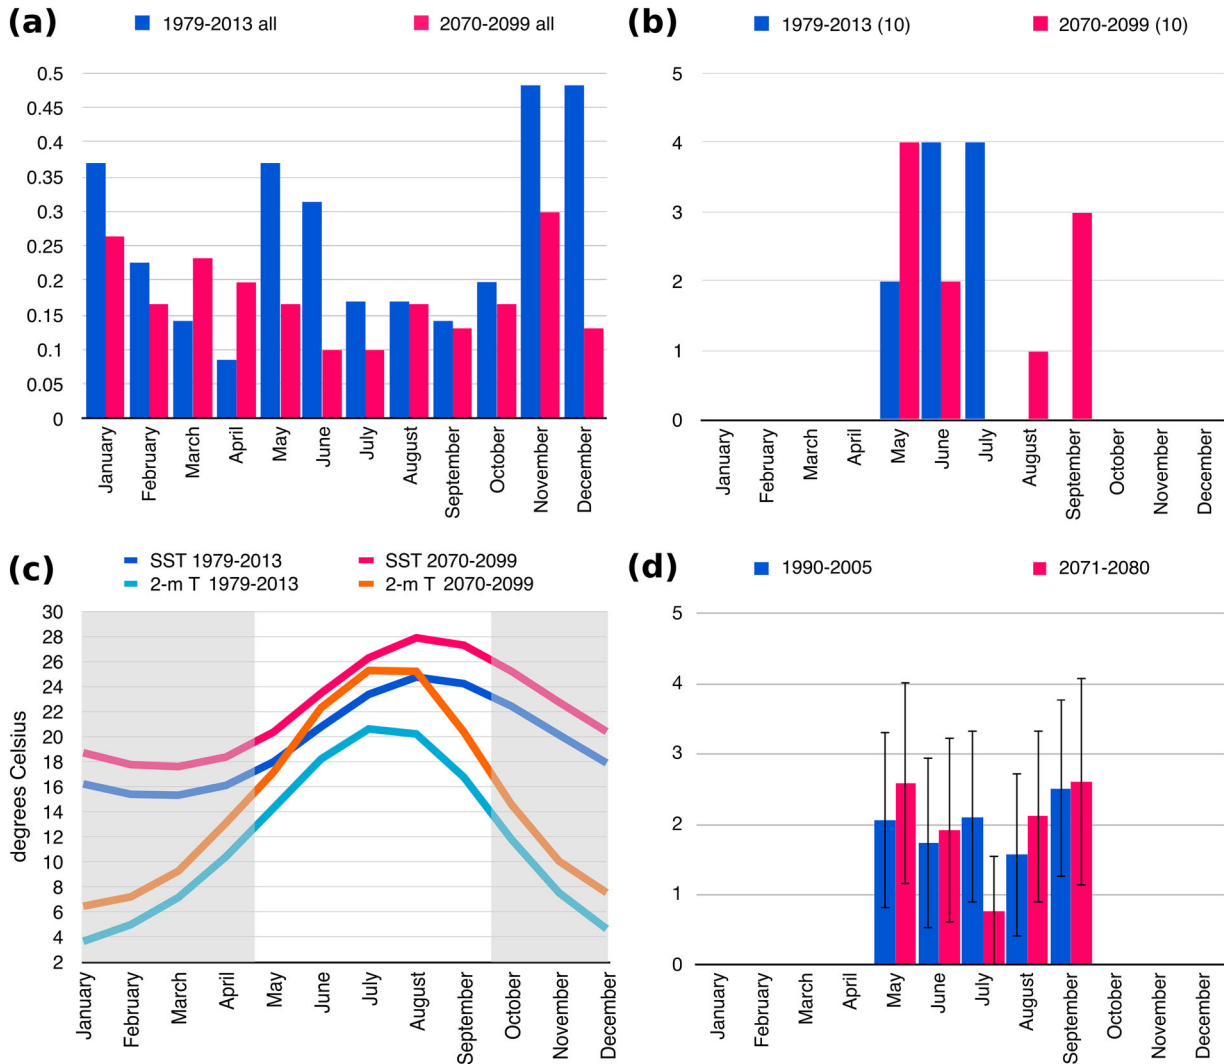 (a)
1979-2013 all
2070-2099 all
0.5
0.45
0.4
0.35
0.3
0.25
0.2
0.15
0.1
0.05
0
January
February
March
April
May
June
July
August
September
October
November
December
(b)
1979-2013 (10)
2070-2099 (10)
5
4
3
2
1
0
January
February
March
April
May
June
July
August
September
October
November
December
(c)
SST 1979-2013
SST 2070-2099
2-m T 1979-2013
2-m T 2070-2099
degrees Celsius
30
28
26
24
22
20
18
16
14
12
10
8
6
4
2
January
February
March
April
May
June
July
August
September
October
November
December
(d)
1990-2005
2071-2080
5
4
3
2
1
0
January
February
March
April
May
June
July
August
September
October
November
December